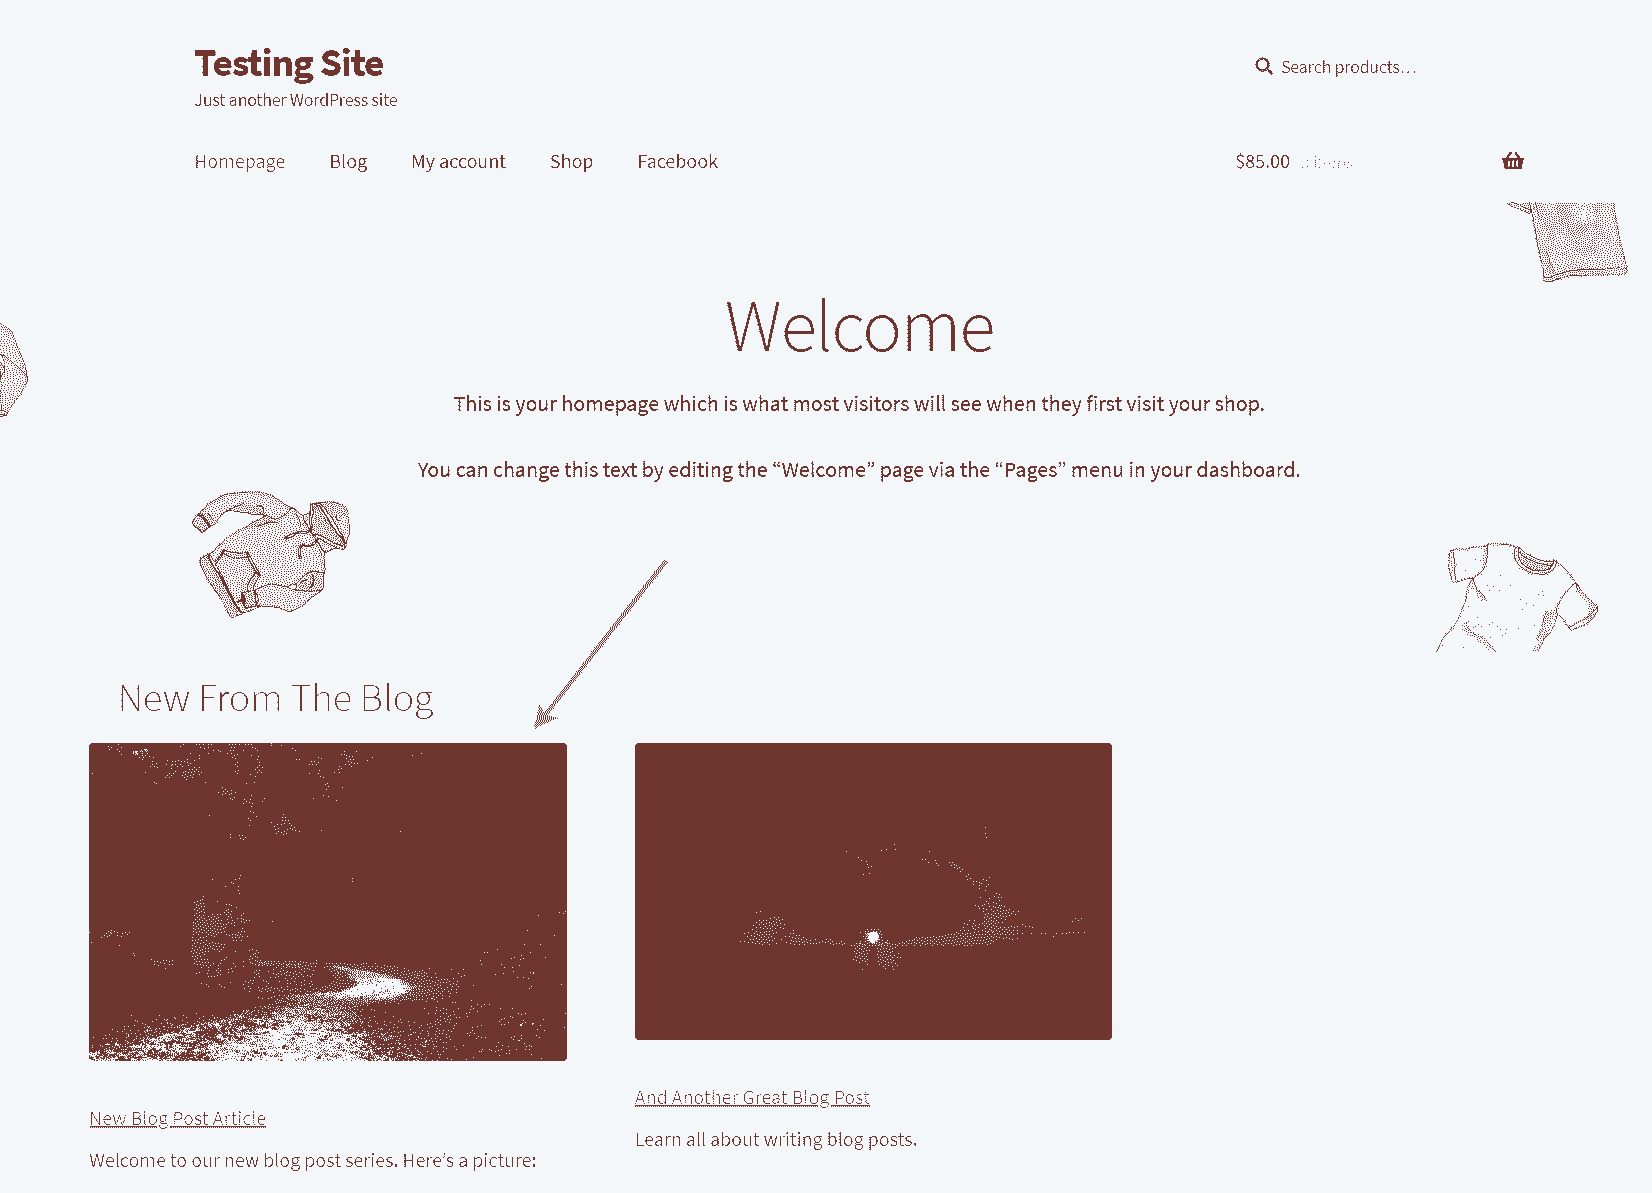 Testing Site
Just another WordPress site
Search products…
Homepage Blog My account Shop Facebook
$85.00 items
Welcome
This is your homepage which is what most visitors will see when they first visit your shop.
You can change this text by editing the “Welcome” page via the “Pages” menu in your dashboard.
New From The Blog
New Blog Post Article
Welcome to our new blog post series. Here’s a picture:
And Another Great Blog Post
Learn all about writing blog posts.